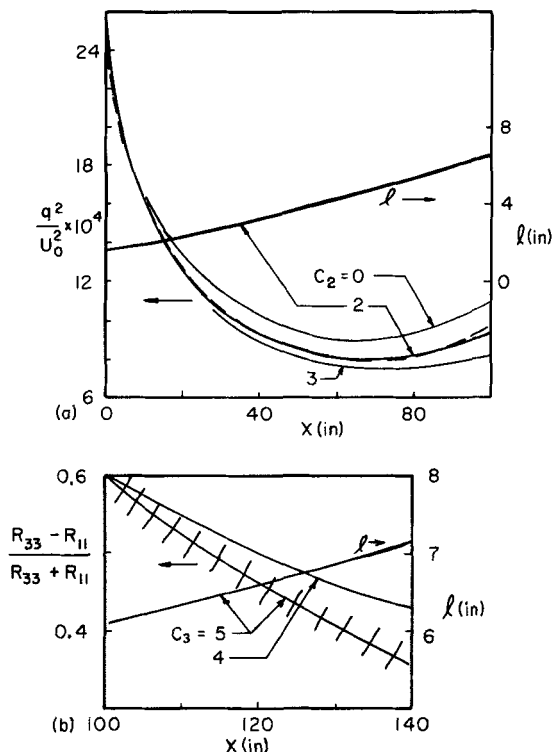 24
18
12
6
q²/U₀² ×10⁴
8
4
0
ℓ (in)
ℓ →
C₂ = 0
2
3
(a)
0 40 80
X (in)
0,6
0.4
R₃₃ – R₁₁
R₃₃ + R₁₁
8
7
6
ℓ (in)
ℓ →
C₃ = 5
4
(b)
100 120 140
X (in)